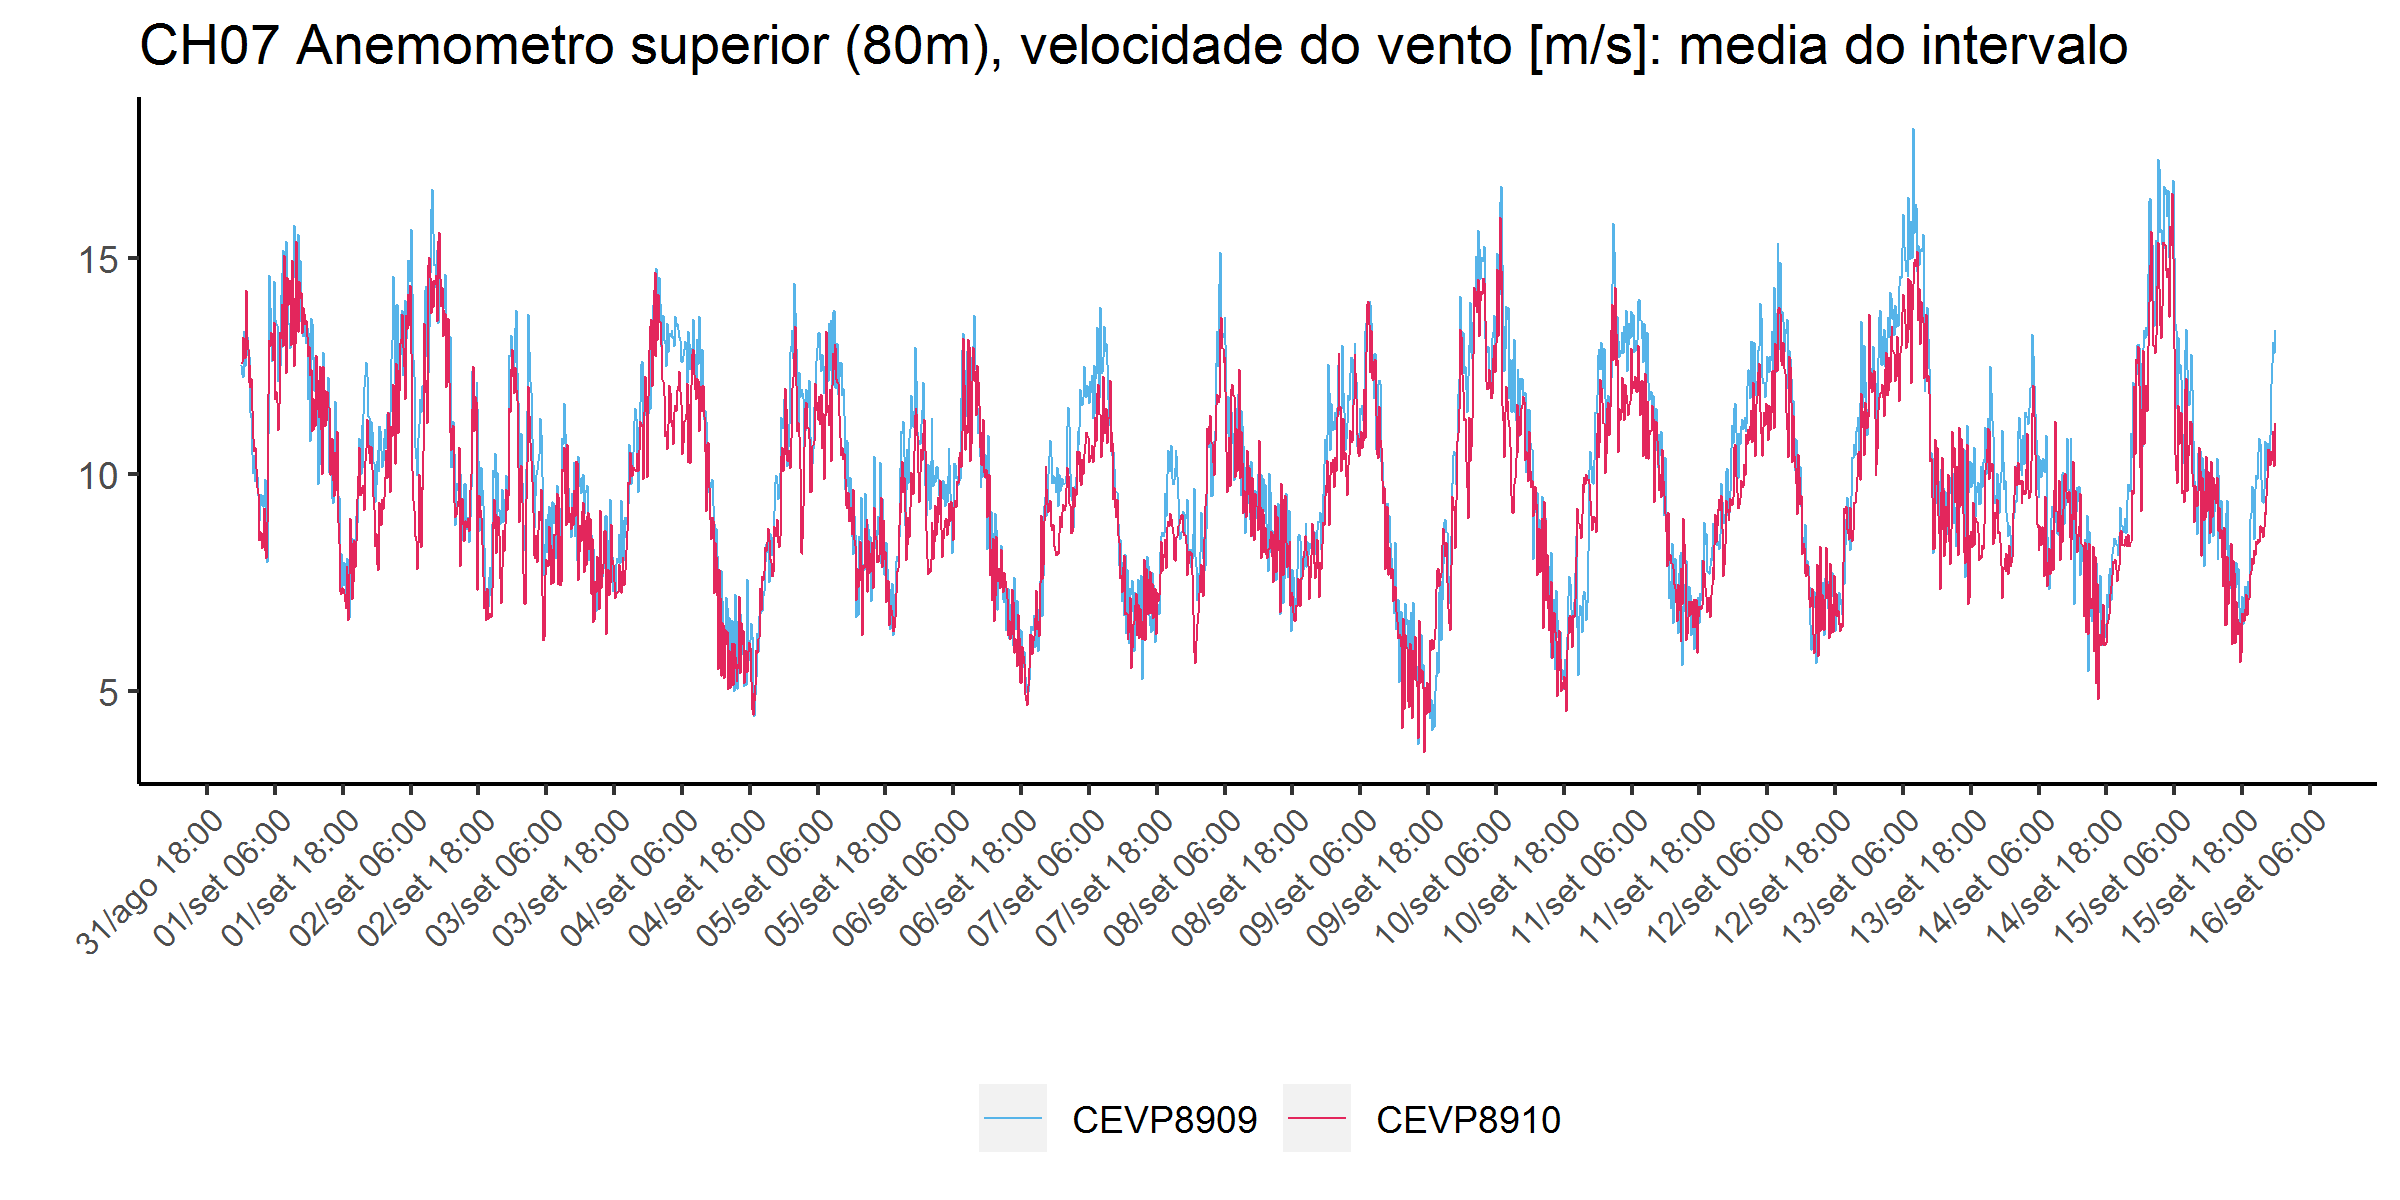 CH07 Anemometro superior (80m), velocidade do vento [m/s]: media do intervalo
15
10
5
31/ago 18:00
01/set 06:00
01/set 18:00
02/set 06:00
02/set 18:00
03/set 06:00
03/set 18:00
04/set 06:00
04/set 18:00
05/set 06:00
05/set 18:00
06/set 06:00
06/set 18:00
07/set 06:00
07/set 18:00
08/set 06:00
08/set 18:00
09/set 06:00
09/set 18:00
10/set 06:00
10/set 18:00
11/set 06:00
11/set 18:00
12/set 06:00
12/set 18:00
13/set 06:00
13/set 18:00
14/set 06:00
14/set 18:00
15/set 06:00
15/set 18:00
16/set 06:00
CEVP8909
CEVP8910